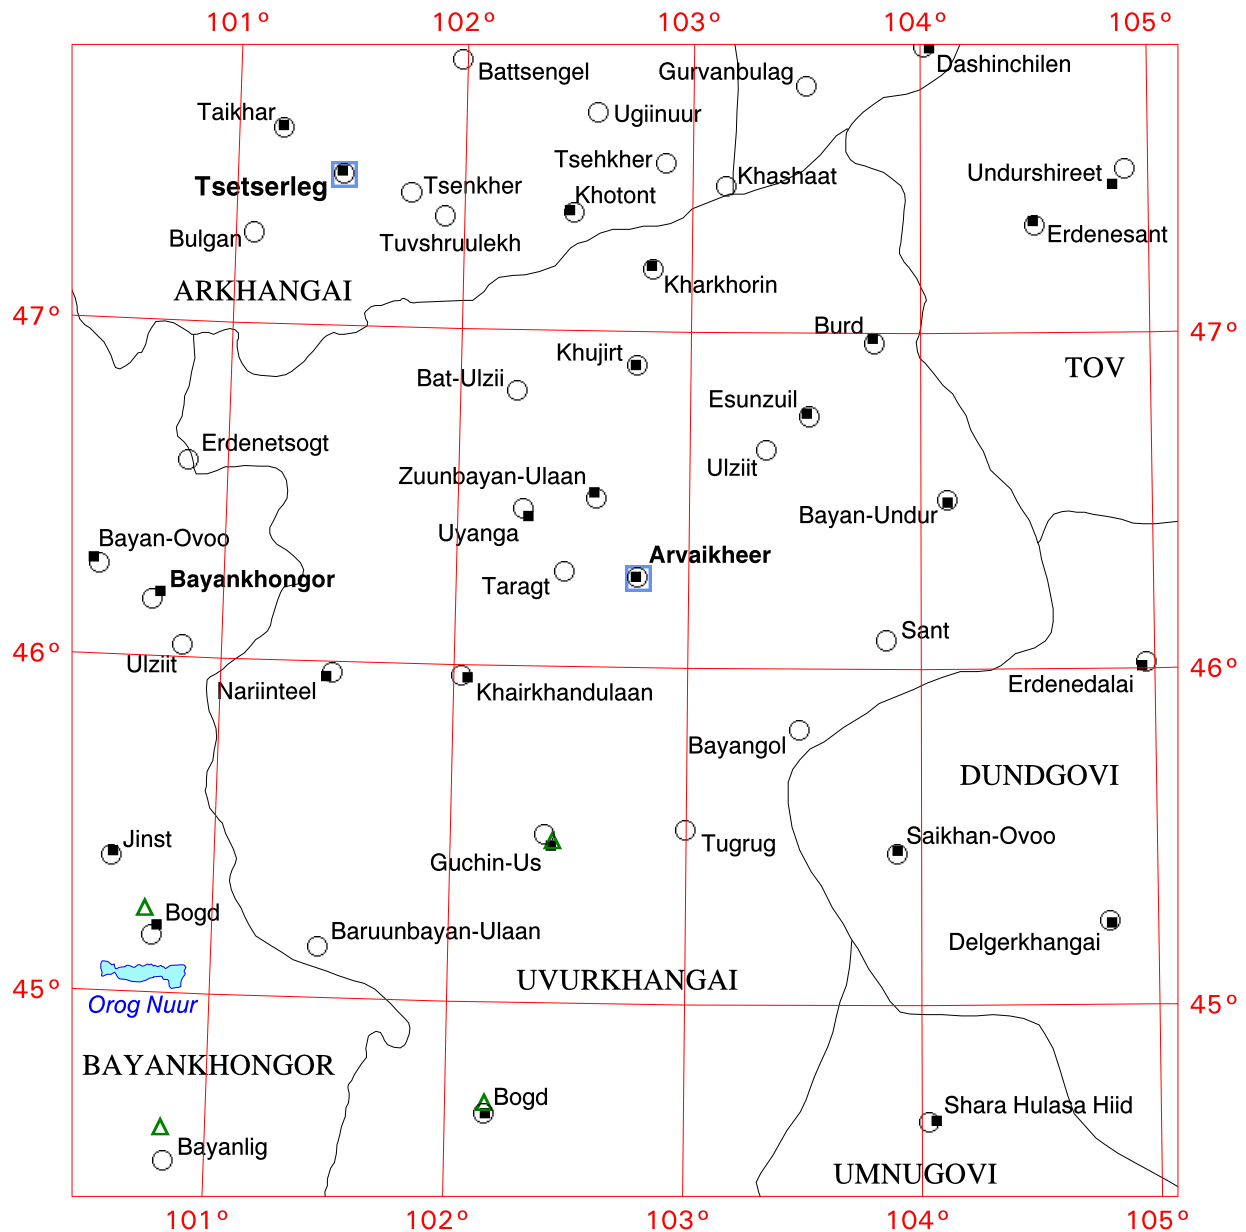 101° 102° 103° 104° 105°
Battsengel
Gurvanbulag
Dashinchilen
Taikhar
Ugiinuur
Tsehkher
Undurshireet
Tsetserleg
Tsenkher
Khashaat
Khotont
Bulgan
Tuvshruulekh
Erdenesant
Kharkhorin
ARKHANGAI
47° 47°
Burd
Khujirt
TOV
Bat-Ulzii
Esunzuil
Erdenetsogt
Ulziit
Zuunbayan-Ulaan
Uyanga
Bayan-Undur
Bayan-Ovoo
Arvaikheer
Bayankhongor
Taragt
Sant
46° 46°
Ulziit
Nariinteel
Khairkhandulaan
Erdenedalai
Bayangol
DUNDGOVI
Jinst
Tugrug
Saikhan-Ovoo
Guchin-Us
Bogd
Baruunbayan-Ulaan
Delgerkhangai
UVURKHANGAI
45° 45°
Orog Nuur
BAYANKHONGOR
Bogd
Shara Hulasa Hiid
Bayanlig
UMNUGOVI
101° 102° 103° 104° 105°